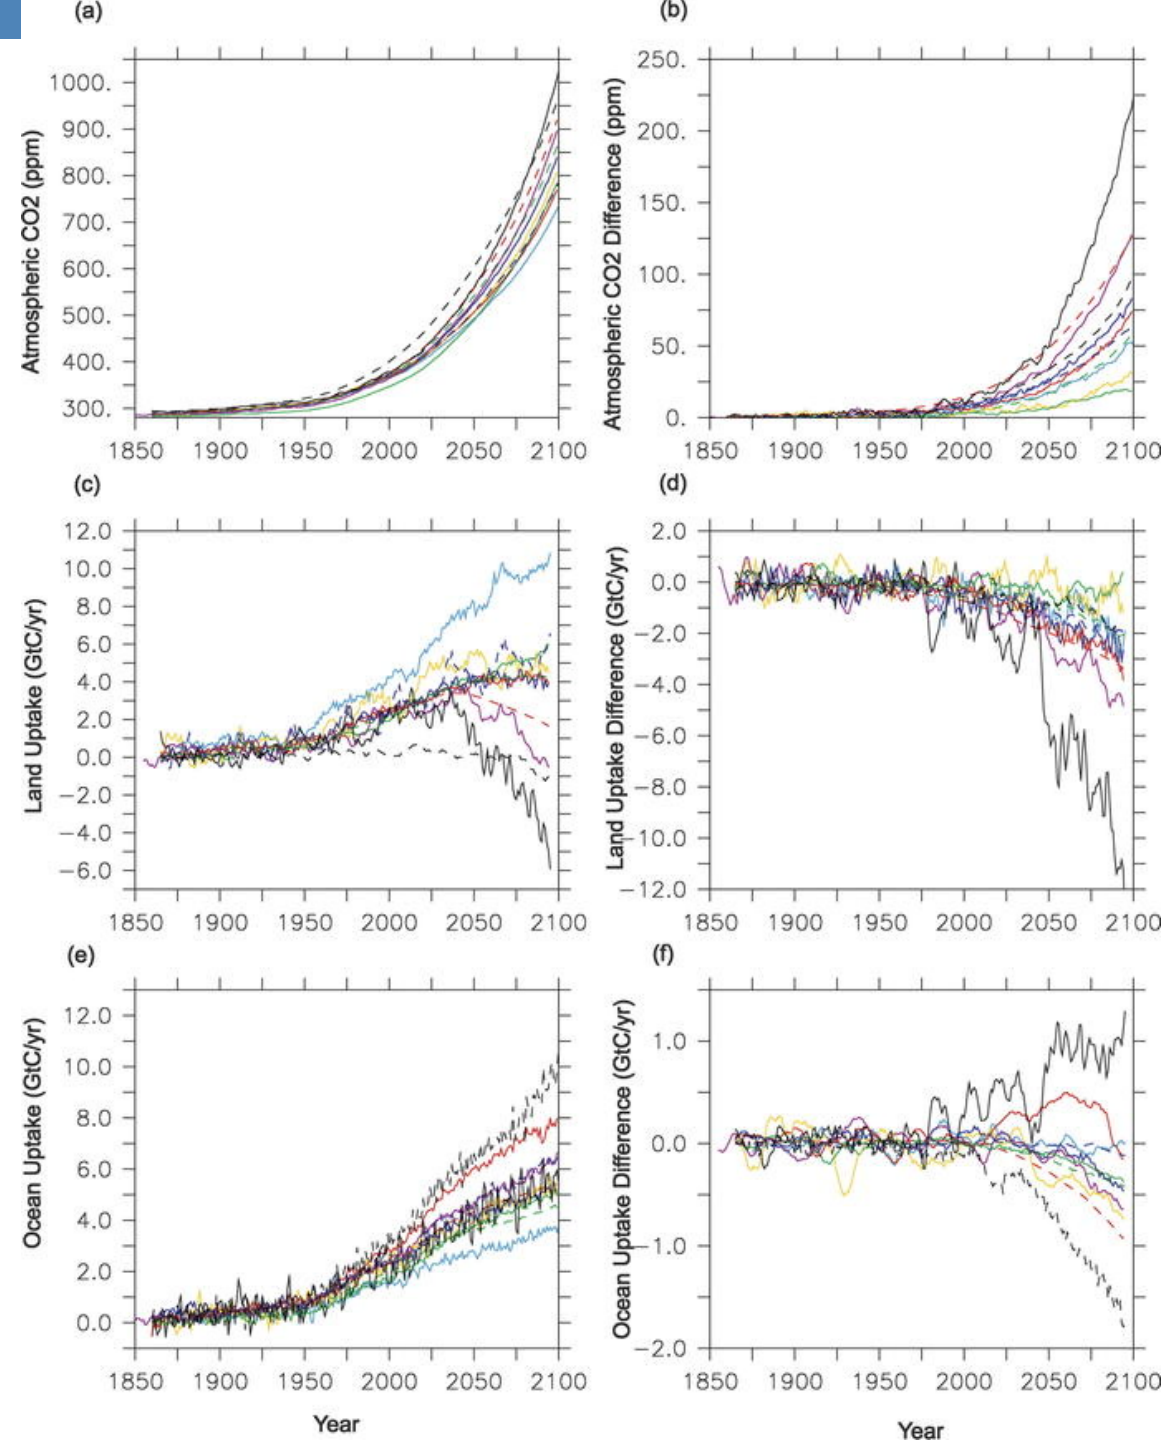 (a)
(b)
Atmospheric CO2 (ppm)
1000.
900.
800.
700.
600.
500.
400.
300.
1850 1900 1950 2000 2050 2100
Atmospheric CO2 Difference (ppm)
250.
200.
150.
100.
50.
0.
1850 1900 1950 2000 2050 2100
(c)
(d)
Land Uptake (GtC/yr)
12.0
10.0
8.0
6.0
4.0
2.0
0.0
−2.0
−4.0
−6.0
1850 1900 1950 2000 2050 2100
Land Uptake Difference (GtC/yr)
2.0
0.0
−2.0
−4.0
−6.0
−8.0
−10.0
−12.0
1850 1900 1950 2000 2050 2100
(e)
(f)
Ocean Uptake (GtC/yr)
12.0
10.0
8.0
6.0
4.0
2.0
0.0
1850 1900 1950 2000 2050 2100
Year
Ocean Uptake Difference (GtC/yr)
1.0
0.0
−1.0
−2.0
1850 1900 1950 2000 2050 2100
Year